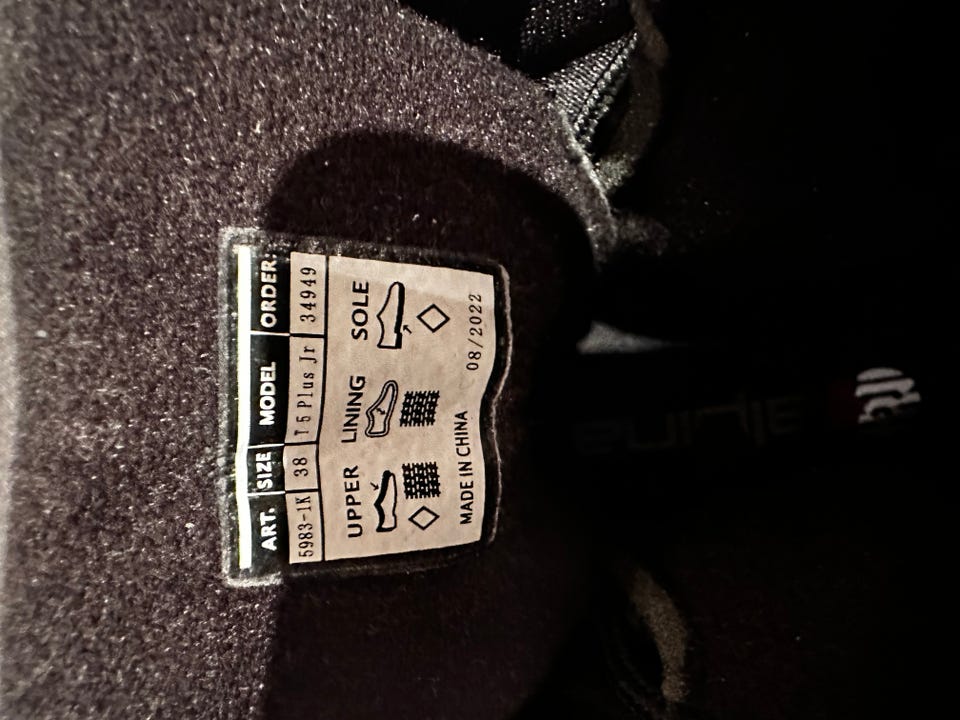 ART. SIZE MODEL ORDER:
5983-1K 38 T 5 Plus Jr 34949
UPPER LINING SOLE
MADE IN CHINA 08/2022
alpina